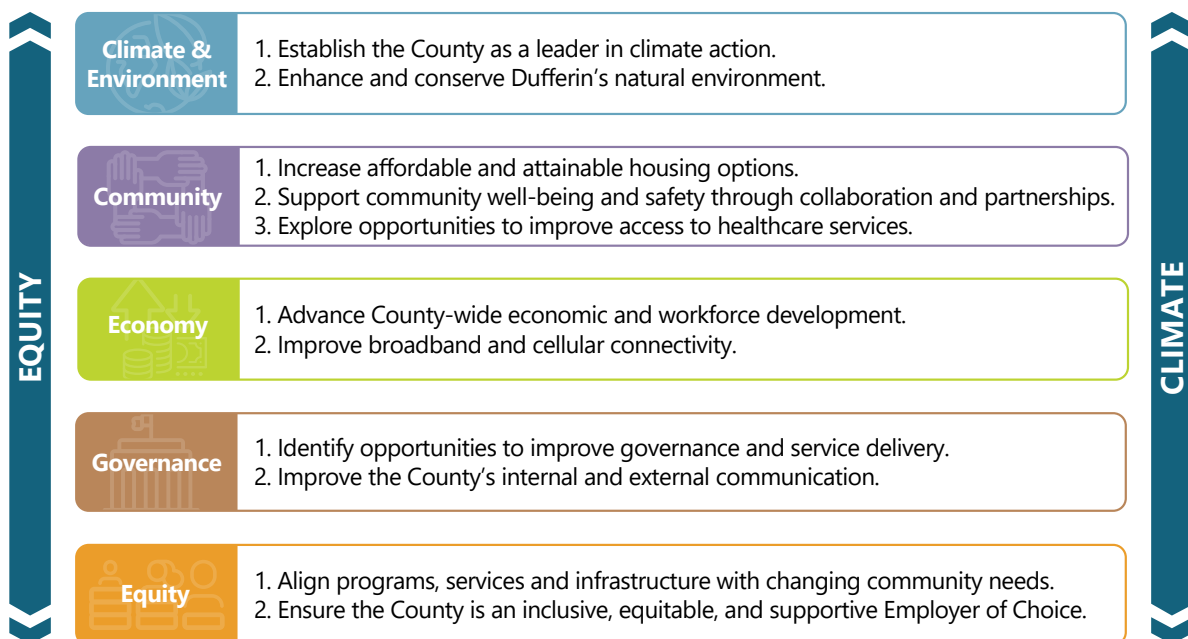 EQUITY
Climate &
Environment
1. Establish the County as a leader in climate action.
2. Enhance and conserve Dufferin’s natural environment.
Community
1. Increase affordable and attainable housing options.
2. Support community well-being and safety through collaboration and partnerships.
3. Explore opportunities to improve access to healthcare services.
Economy
1. Advance County-wide economic and workforce development.
2. Improve broadband and cellular connectivity.
Governance
1. Identify opportunities to improve governance and service delivery.
2. Improve the County’s internal and external communication.
Equity
1. Align programs, services and infrastructure with changing community needs.
2. Ensure the County is an inclusive, equitable, and supportive Employer of Choice.
CLIMATE